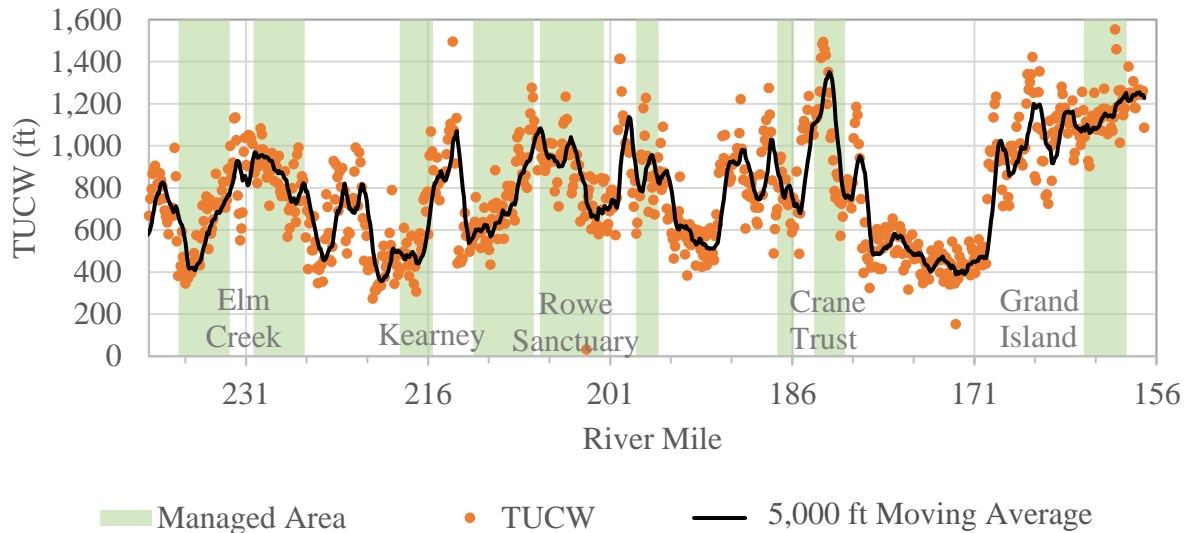 1,600
1,400
1,200
1,000
800
600
400
200
0
TUCW (ft)
Elm
Creek
Kearney
Rowe
Sanctuary
Crane
Trust
Grand
Island
231 216 201 186 171 156
River Mile
Managed Area TUCW 5,000 ft Moving Average